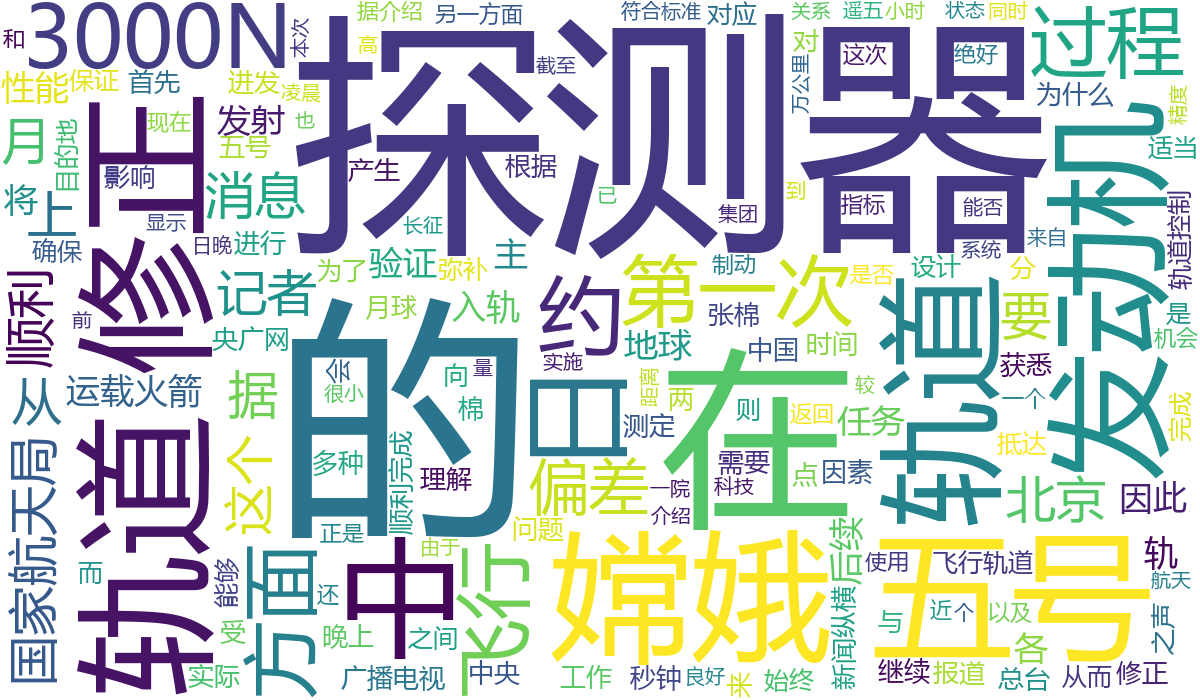 据介绍
另一方面
符合标准
对应
关系
遥五
小时
状态
同时
和
3000N
本次
高
探测器
截至
对
这次
绝好
过程
性能
保证
首先
进发
凌晨
万公里
为什么
精度
月
目的地
现在
发射
也
五号
产生
根据
适当
将
上
影响
修正
轨道
消息
已
到
指标
能否
发动机
显示
日晚
进行
长征
集团
系统
来自
轨道控制
确保
为了
验证
弥补
主
第一次
制动
是否
设计
分
顺利
前
记者
月球
入轨
约
地球
张棉
时间
轨道
要
是
机会
央广网
会
很小
的
向
量
棉
实施
日
距离
两
中国
在
较
获悉
一个
从
运载火箭
据
则
返回
任务
完成
国家航天局
这个
多种
顺利完成
理解
测定
需要
科技
点
因素
抵达
正是
偏差
一院
介绍
北京
因此
而
能够
方面
还
中
由于
问题
飞行
嫦娥
五号
后续
使用
飞行轨道
轨
航天
受
晚上
之间
新闻纵横
与
近
个
以及
各
之声
实际
广播电视
中央
工作
秒钟
良好
来
始终
继续
报道
总台
从而
修正